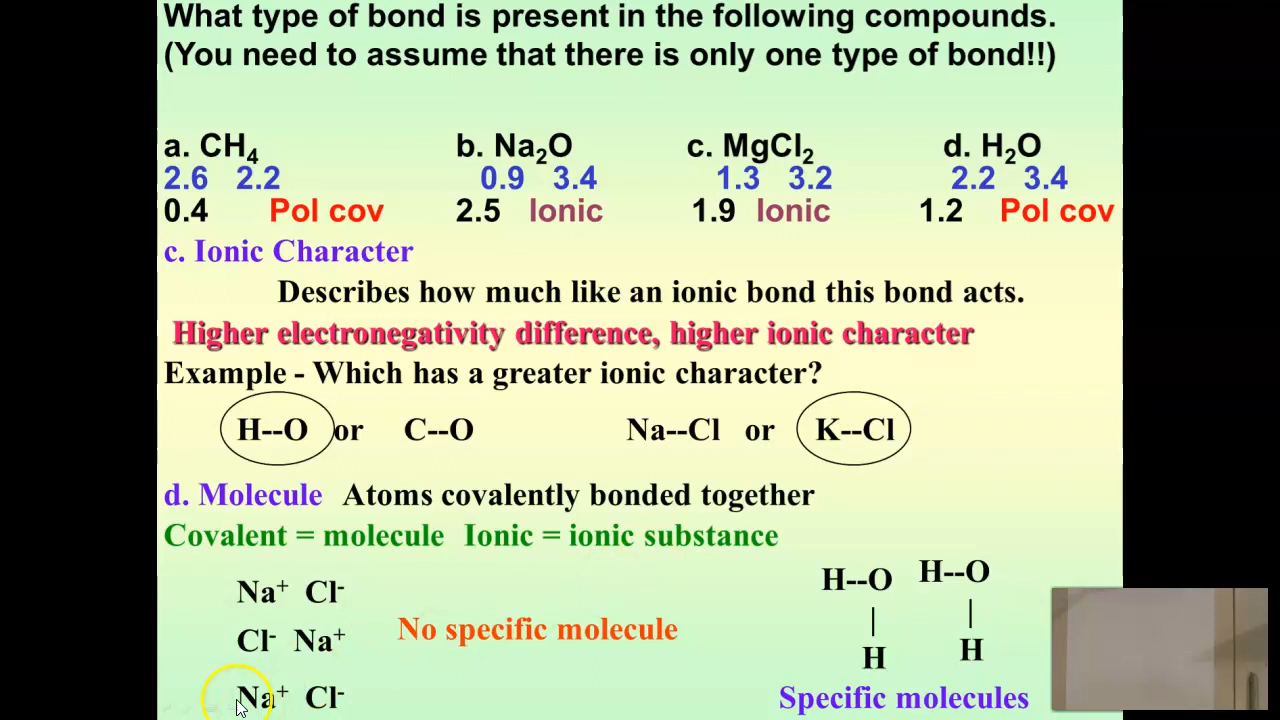 What type of bond is present in the following compounds.
(You need to assume that there is only one type of bond!!)
a. CH₄ b. Na₂O c. MgCl₂ d. H₂O
2.6 2.2 0.9 3.4 1.3 3.2 2.2 3.4
0.4 Pol cov 2.5 Ionic 1.9 Ionic 1.2 Pol cov
c. Ionic Character
Describes how much like an ionic bond this bond acts.
Higher electronegativity difference, higher ionic character
Example - Which has a greater ionic character?
H--O or C--O Na--Cl or K--Cl
d. Molecule Atoms covalently bonded together
Covalent = molecule Ionic = ionic substance
Na⁺ Cl⁻
Cl⁻ Na⁺
Na⁺ Cl⁻
No specific molecule
H--O H--O
| |
H H
Specific molecules